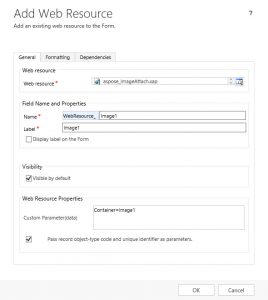 Add Web Resource
?
Add an existing web resource to the Form.
General Formatting Dependencies
Web resource
Web resource * aspose_ImageAttach.xap
Field Name and Properties
Name * WebResource_ Image1
Label * Image1
Display label on the Form
Visibility
Visible by default
Web Resource Properties
Container=Image1
Custom Parameter(data)
Pass record object-type code and unique identifier as parameters.
OK Cancel